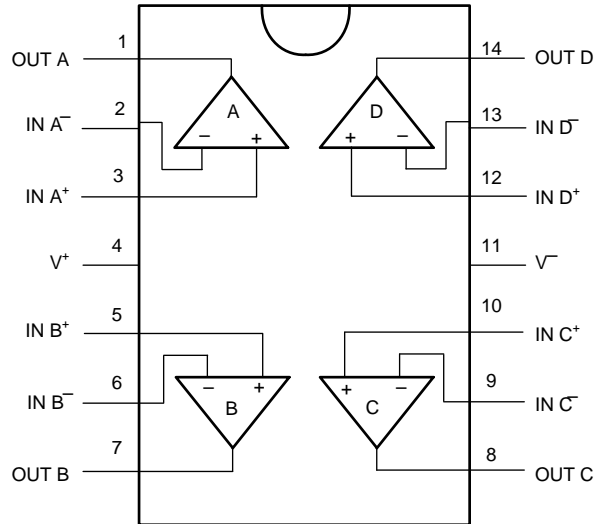 1
14
OUT A
OUT D
2
A
D
13
IN A–
– +
+ –
IN D–
3
12
IN A+
IN D+
4
11
V+
V–
5
10
IN B+
IN C+
6
– +
+ –
9
IN B–
B
C
IN C–
7
8
OUT B
OUT C